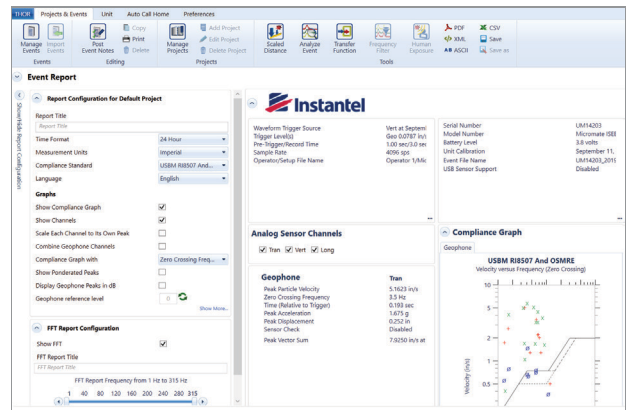 THOR Projects & Events Unit Auto Call Home Preferences
Manage Events
Import Events
Events
Post Event Notes
Copy
Print
Delete
Editing
Manage Projects
Add Project
Edit Project
Delete Project
Projects
Scaled Distance
Analyze Event
Transfer Function
Frequency Filter
Human Exposure
PDF
XML
AB ASCII
CSV
Save
Save as
Tools
Event Report
Show/Hide Report Configuration
Report Configuration for Default Project
Report Title
Report Title
Time Format 24 Hour
Measurement Units Imperial
Compliance Standard USBM RI8507 And...
Language English
Graphs
Show Compliance Graph
Show Channels
Scale Each Channel to Its Own Peak
Combine Geophone Channels
Compliance Graph with Zero Crossing Freq...
Show Ponderated Peaks
Display Geophone Peaks in dB
Geophone reference level 0
Show More..
FFT Report Configuration
Show FFT
FFT Report Title
FFT Report Title
FFT Report Frequency from 1 Hz to 315 Hz
1 40 80 120 160 200 240 280 315
Instantel
Waveform Trigger Source Vert at Septem
Trigger Level(s) Geo 0.0787 in/
Pre-Trigger/Record Time 1.00 sec/3.0 se
Sample Rate 4096 sps
Operator/Setup File Name Operator 1/Mic
Serial Number UM14203
Model Number Micromate ISEE
Battery Level 3.8 volts
Unit Calibration September 11,
Event File Name UM14203_2019
USB Sensor Support Disabled
Analog Sensor Channels
Tran Vert Long
Geophone Tran
Peak Particle Velocity 5.1623 in/s
Zero Crossing Frequency 3.5 Hz
Time (Relative to Trigger) 0.193 sec
Peak Acceleration 1.675 g
Peak Displacement 0.252 in
Sensor Check Disabled
Peak Vector Sum 7.9250 in/s at
Compliance Graph
Geophone
USBM RI8507 And OSMRE
Velocity versus Frequency (Zero Crossing)
Velocity (in/s)
10
5
2
1
0.5